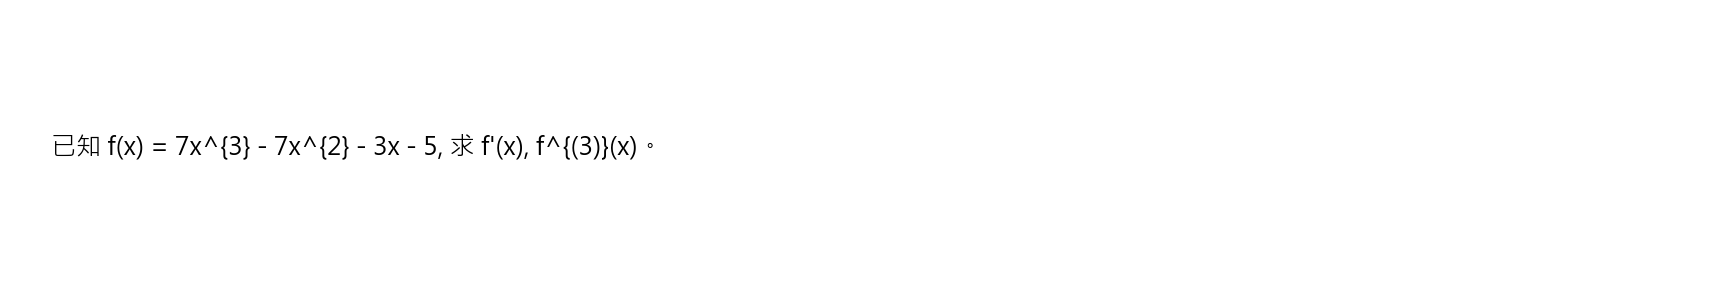 已知 f(x) = 7x^{3} - 7x^{2} - 3x - 5, 求 f'(x), f^{(3)}(x)。